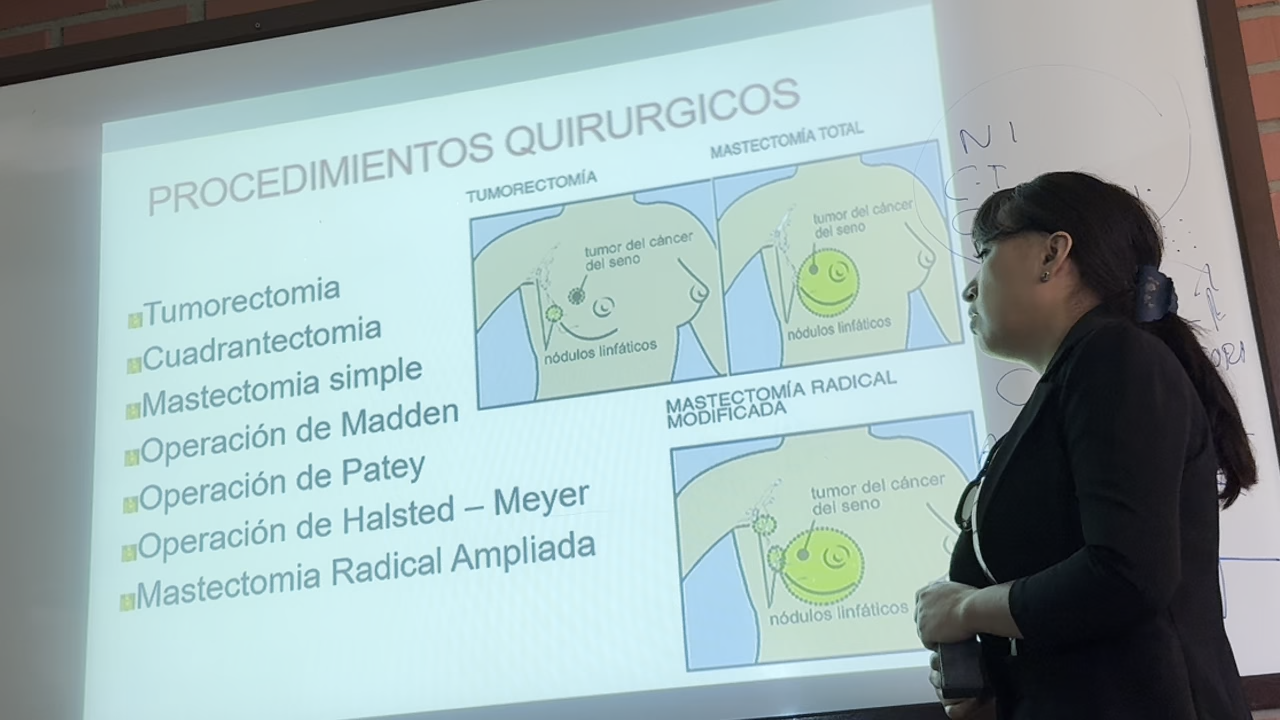 PROCEDIMIENTOS QUIRURGICOS
Tumorectomia
Cuadrantectomia
Mastectomia simple
Operación de Madden
Operación de Patey
Operación de Halsted – Meyer
Mastectomia Radical Ampliada
TUMORECTOMÍA
tumor del cáncer
del seno
nódulos linfáticos
MASTECTOMÍA TOTAL
tumor del cáncer
del seno
nódulos linfáticos
MASTECTOMÍA RADICAL
MODIFICADA
tumor del cáncer
del seno
nódulos linfáticos